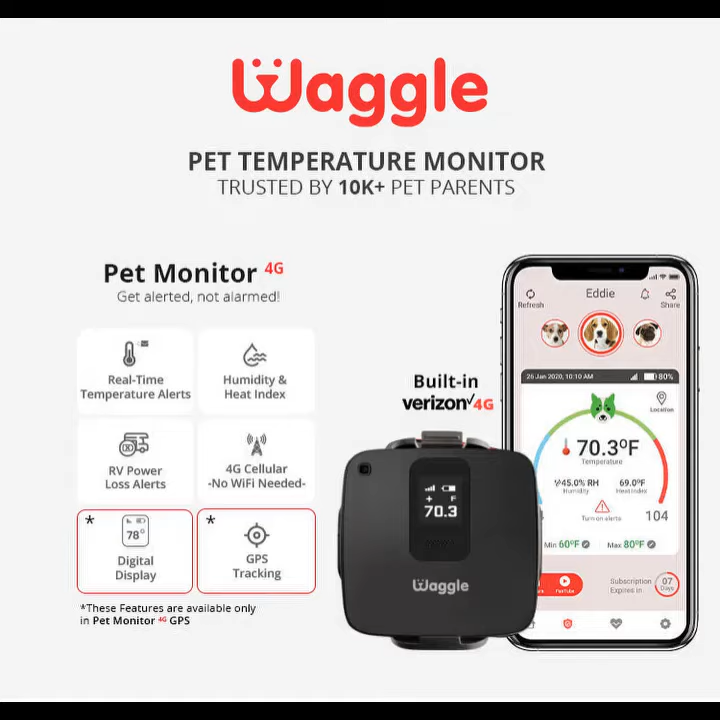 Waggle
PET TEMPERATURE MONITOR
TRUSTED BY 10K+ PET PARENTS
Pet Monitor 4G
Get alerted, not alarmed!
Real-Time
Temperature Alerts
Humidity &
Heat Index
RV Power
Loss Alerts
4G Cellular
-No WiFi Needed-
*
78°
Digital
Display
*
GPS
Tracking
*These Features are available only
in Pet Monitor 4G GPS
Built-in
verizon✓4G
+ F
70.3
Waggle
Eddie
Refresh
Share
26 Jan 2020, 10:10 AM
80%
Location
70.3°F
Temperature
45.0% RH
Humidity
69.0°F
HeatIndex
Turn on alerts
104
Min 60°F
Max 80°F
PetTube
Subscription
Expires in
07
Days